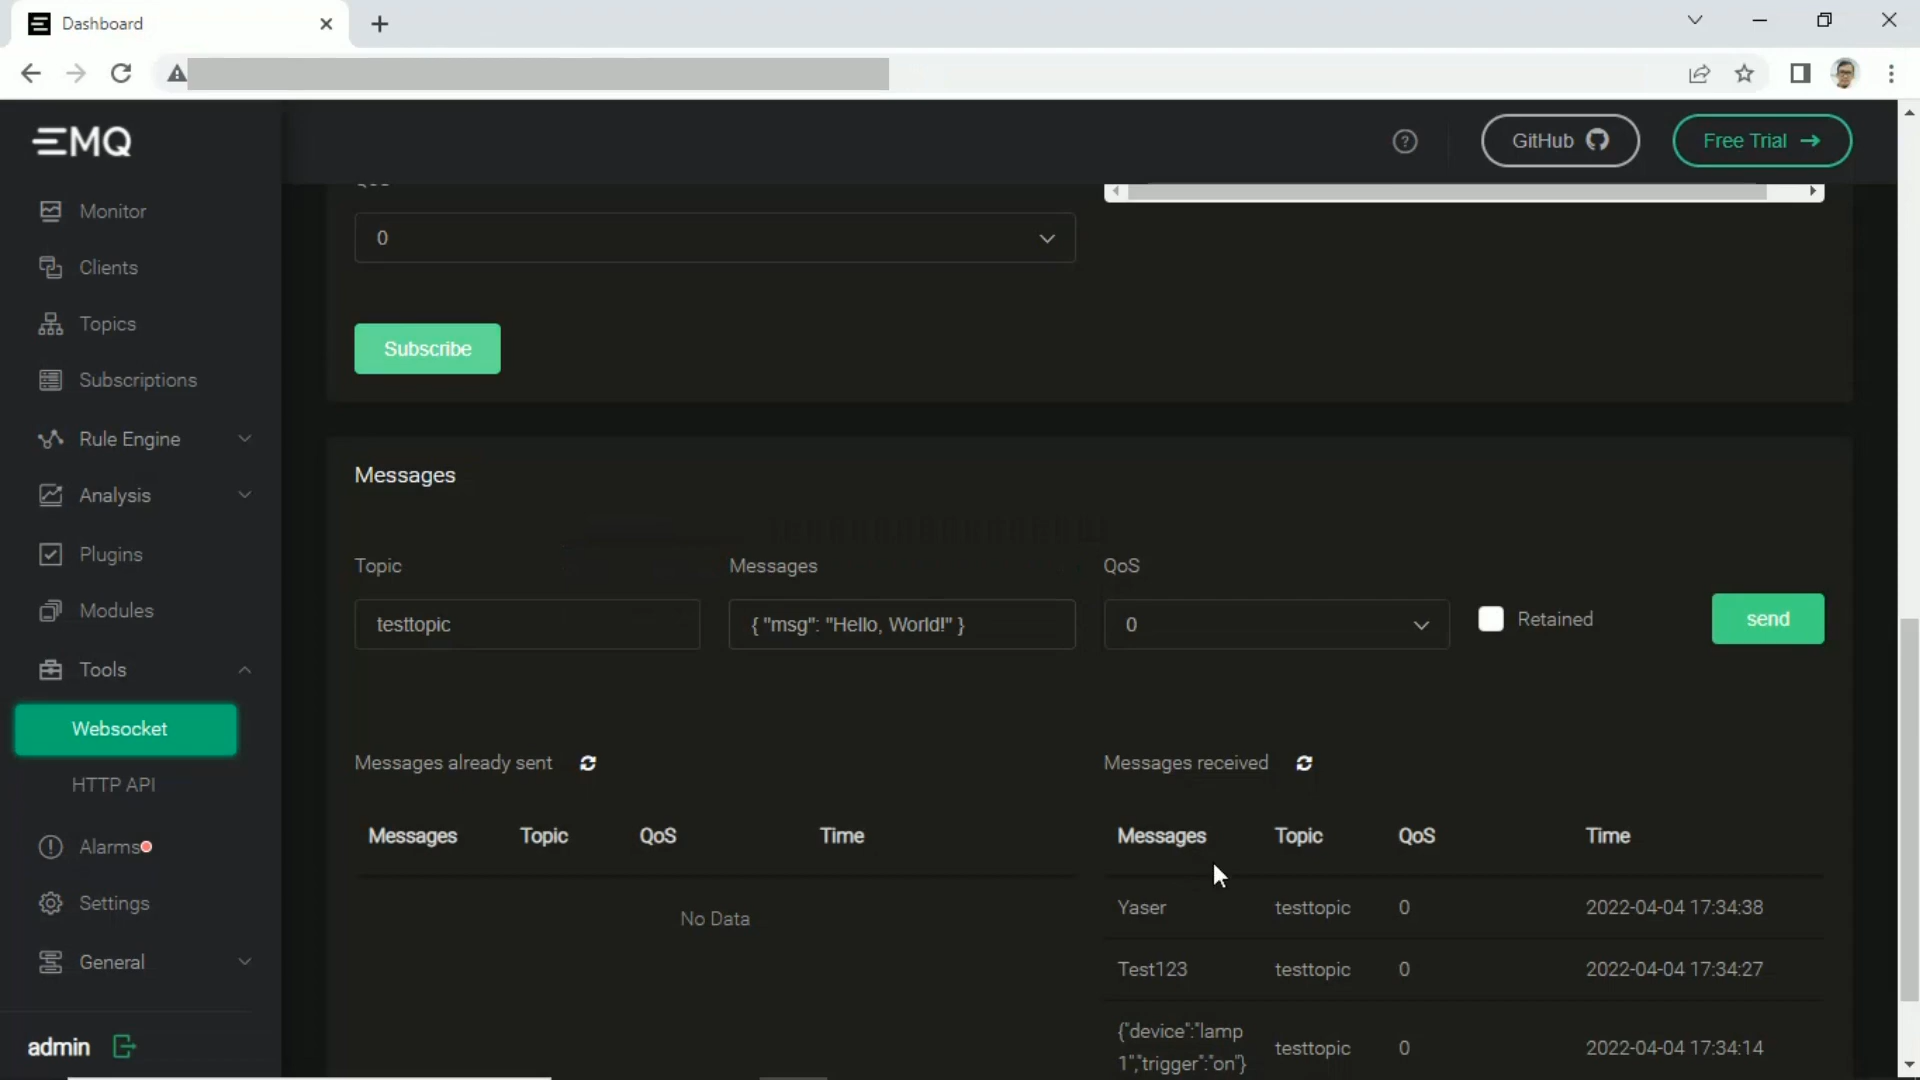 Dashboard
EMQ
GitHub
Free Trial
Monitor
Clients
Topics
Subscriptions
Rule Engine
Analysis
Plugins
Modules
Tools
Websocket
HTTP API
Alarms
Settings
General
admin
0
Subscribe
Messages
Topic
Messages
QoS
testtopic
{ "msg": "Hello, World!" }
0
Retained
send
Messages already sent
Messages Topic QoS Time
No Data
Messages received
Messages Topic QoS Time
Yaser testtopic 0 2022-04-04 17:34:38
Test123 testtopic 0 2022-04-04 17:34:27
{"device":"lamp
1","trigger":"on"} testtopic 0 2022-04-04 17:34:14